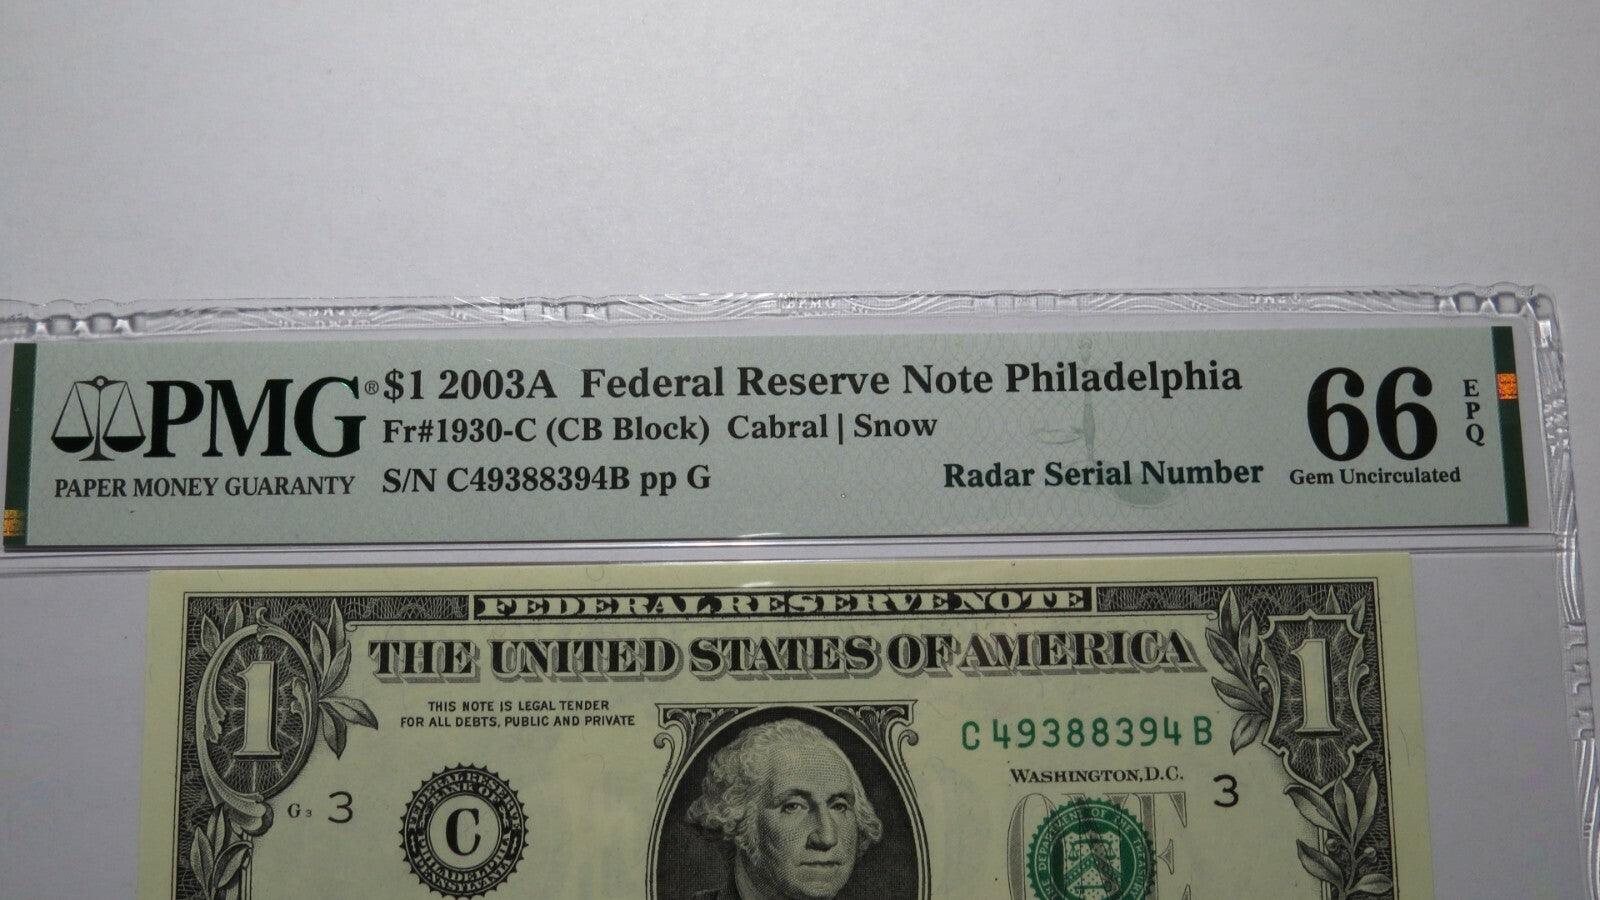 PMG®
PAPER MONEY GUARANTY
$1 2003A Federal Reserve Note Philadelphia
Fr#1930-C (CB Block) Cabral | Snow
S/N C49388394B pp G
Radar Serial Number
66
EPQ
Gem Uncirculated
FEDERAL RESERVE NOTE
THE UNITED STATES OF AMERICA
1
1
THIS NOTE IS LEGAL TENDER
FOR ALL DEBTS, PUBLIC AND PRIVATE
C 49388394 B
WASHINGTON, D.C.
G3 3
3
C
ONE